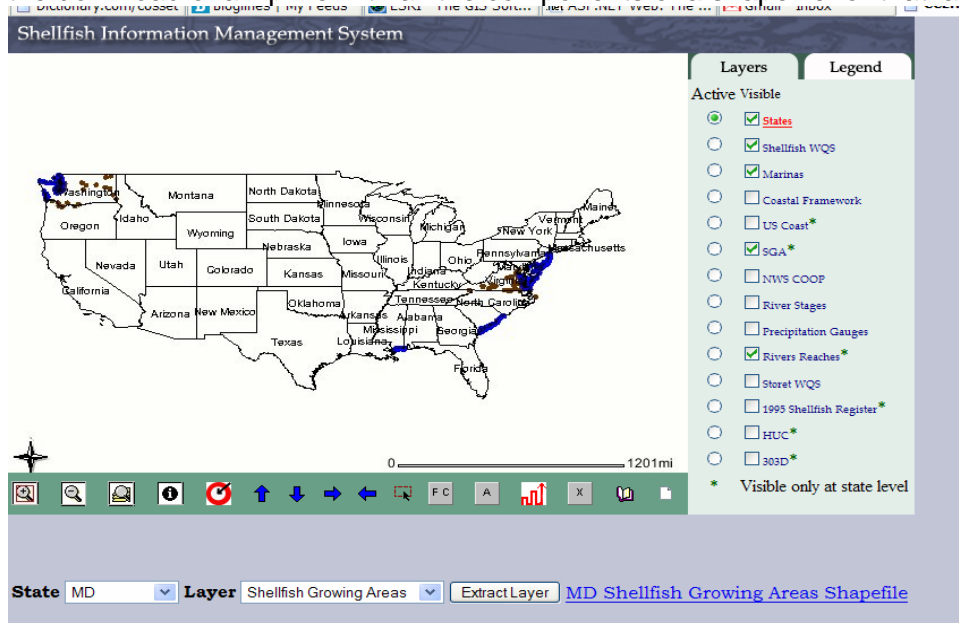 Shellfish Information Management System
Layers Legend
Active Visible
States
Shellfish WQS
Marinas
Coastal Framework
US Coast*
SGA*
NWS COOP
River Stages
Precipitation Gauges
Rivers Reaches*
Storet WQS
1995 Shellfish Register*
HUC*
303D*
* Visible only at state level
Washington
Montana
North Dakota
Minnesota
Maine
Oregon
Idaho
Wyoming
South Dakota
Wisconsin
Michigan
Vermont
New York
Nebraska
Iowa
Massachusetts
Nevada
Utah
Colorado
Kansas
Missouri
Illinois
Indiana
Ohio
Pennsylvania
California
Kentucky
Virginia
Arizona
New Mexico
Oklahoma
Arkansas
Tennessee
North Carolina
Texas
Louisiana
Mississippi
Alabama
Georgia
Florida
0 1201mi
F C A X
State MD Layer Shellfish Growing Areas Extract Layer MD Shellfish Growing Areas Shapefile